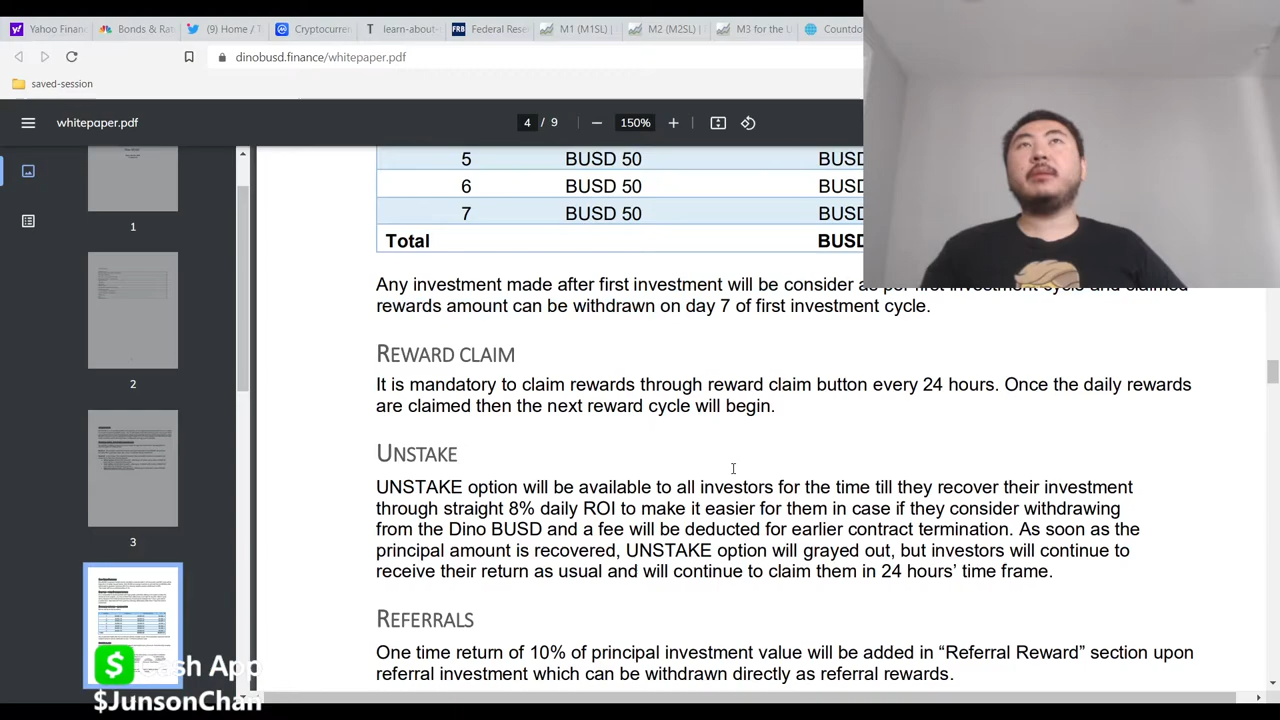 Yahoo Finan
Bonds & Rat
(9) Home / T
Cryptocurren
learn-about-
Federal Rese
M1 (M1SL) |
M2 (M2SL) |
M3 for the U
Countdo
dinobusd.finance/whitepaper.pdf
saved-session
whitepaper.pdf
4 / 9
150%
1
2
3
5 BUSD 50 BUSD
6 BUSD 50 BUSD
7 BUSD 50 BUSD
Total BUSD
Any investment made after first investment will be consider as per first investment cycle and claimed
rewards amount can be withdrawn on day 7 of first investment cycle.
REWARD CLAIM
It is mandatory to claim rewards through reward claim button every 24 hours. Once the daily rewards
are claimed then the next reward cycle will begin.
UNSTAKE
UNSTAKE option will be available to all investors for the time till they recover their investment
through straight 8% daily ROI to make it easier for them in case if they consider withdrawing
from the Dino BUSD and a fee will be deducted for earlier contract termination. As soon as the
principal amount is recovered, UNSTAKE option will grayed out, but investors will continue to
receive their return as usual and will continue to claim them in 24 hours’ time frame.
REFERRALS
One time return of 10% of principal investment value will be added in “Referral Reward” section upon
referral investment which can be withdrawn directly as referral rewards.
$ Cash App
$JunsonChan